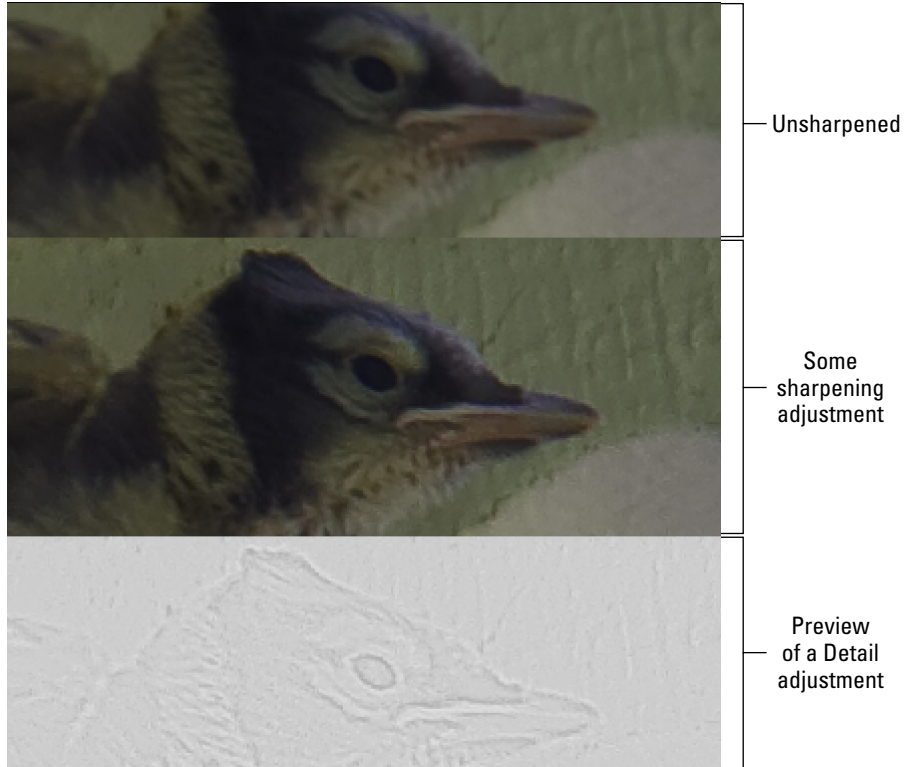 Unsharpened
Some
sharpening
adjustment
Preview
of a Detail
adjustment